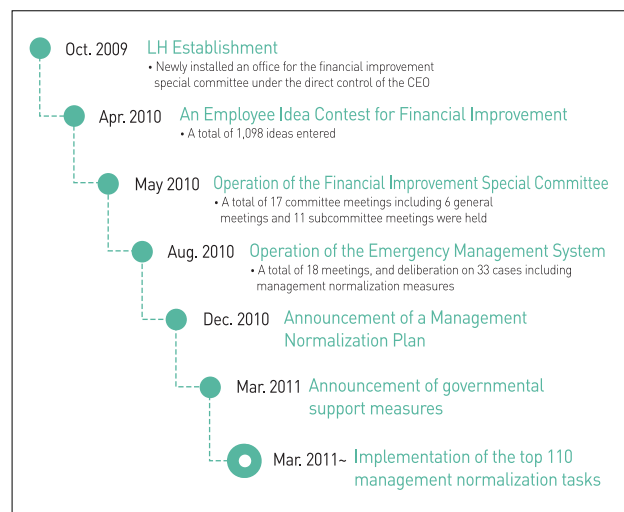 Oct. 2009 LH Establishment
• Newly installed an office for the financial improvement
special committee under the direct control of the CEO
Apr. 2010 An Employee Idea Contest for Financial Improvement
• A total of 1,098 ideas entered
May 2010 Operation of the Financial Improvement Special Committee
• A total of 17 committee meetings including 6 general
meetings and 11 subcommittee meetings were held
Aug. 2010 Operation of the Emergency Management System
• A total of 18 meetings, and deliberation on 33 cases including
management normalization measures
Dec. 2010 Announcement of a Management
Normalization Plan
Mar. 2011 Announcement of governmental
support measures
Mar. 2011~ Implementation of the top 110
management normalization tasks